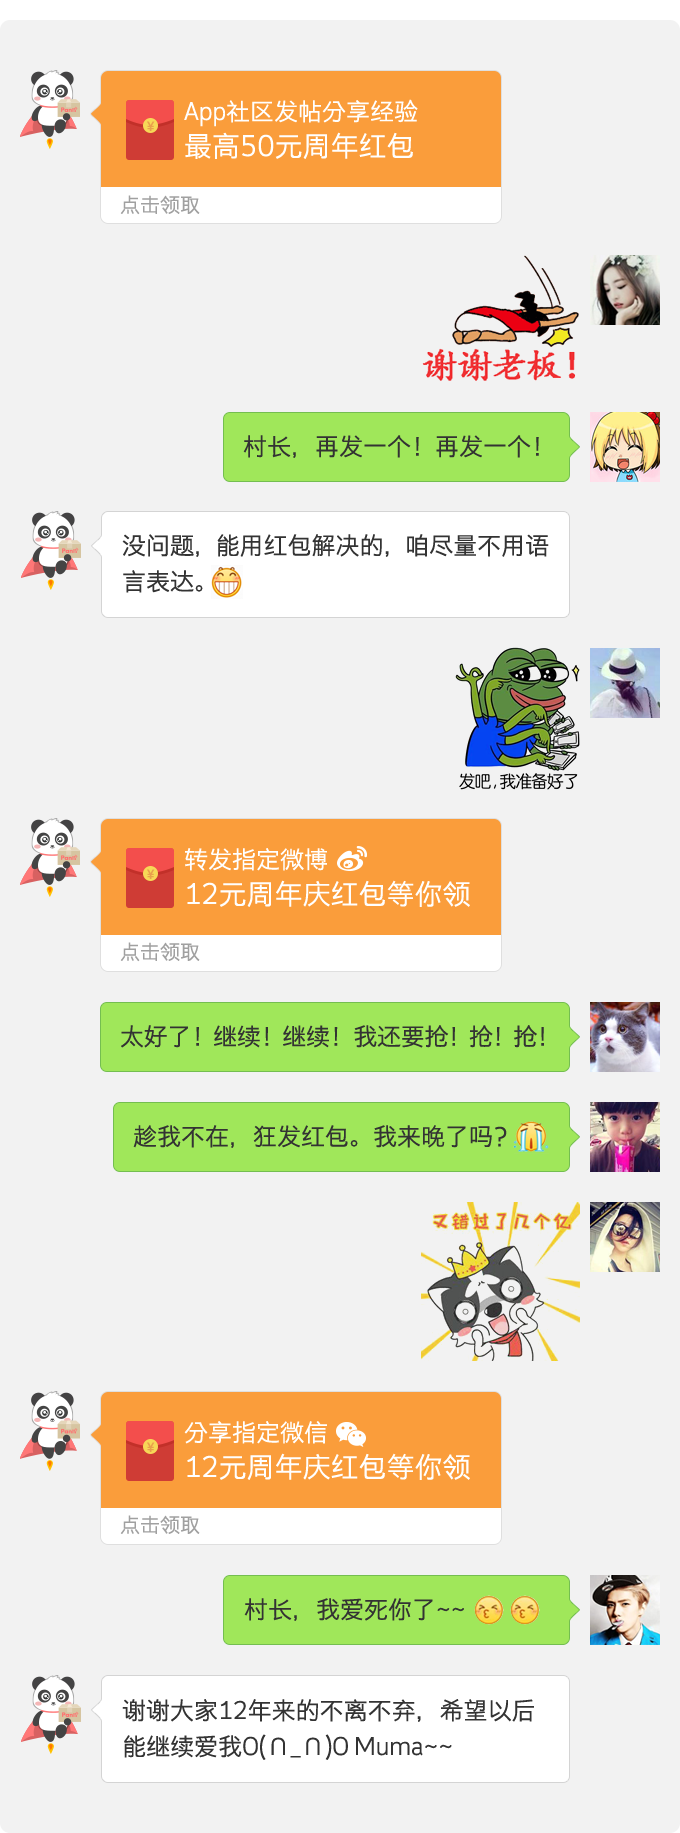 App社区发帖分享经验
最高50元周年红包
点击领取
谢谢老板！
村长，再发一个！再发一个！
没问题，能用红包解决的，咱尽量不用语
言表达。
发吧，我准备好了
转发指定微博
12元周年庆红包等你领
点击领取
太好了！继续！继续！我还要抢！抢！抢！
趁我不在，狂发红包。我来晚了吗？
又错过了几个亿
分享指定微信
12元周年庆红包等你领
点击领取
村长，我爱死你了~~
谢谢大家12年来的不离不弃，希望以后
能继续爱我O(∩_∩)O Muma~~